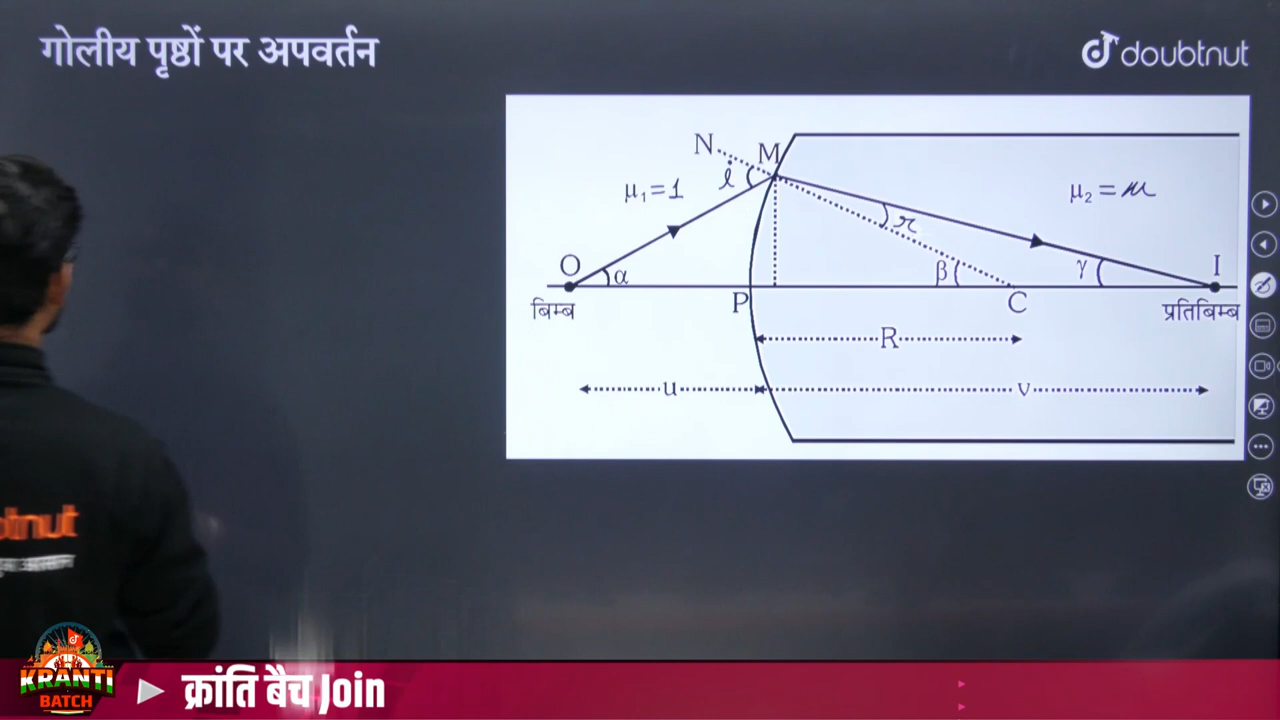 गोलीय पृष्ठों पर अपवर्तन
doubtnut
N
M
i
μ₁=1
μ₂=μ
r
O
α
β
γ
I
बिम्ब
P
C
प्रतिबिम्ब
R
u
v
KRANTI
BATCH
क्रांति बैच Join